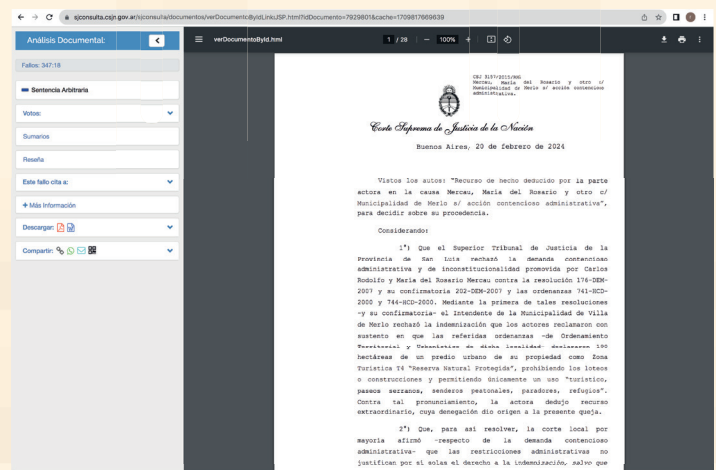 sjconsulta.csjn.gov.ar/sjconsulta/documentos/verDocumentoByIdLinksJSP.html?idDocumento=7929801&cache=1709817669639
Análisis Documental:
Fallos: 347:18
Sentencia Arbitraria
Votos:
Sumarios
Reseña
Este fallo cita a:
+ Más Información
Descargar:
Compartir:
verDocumentoById.html
1 / 28 | — 100% +
CSJ 3157/2015/RH1
Mercau, María del Rosario y otro c/
Municipalidad de Merlo s/ acción contencioso
administrativa.
Corte Suprema de Justicia de la Nación
Buenos Aires, 20 de febrero de 2024
Vistos los autos: "Recurso de hecho deducido por la parte
actora en la causa Mercau, María del Rosario y otro c/
Municipalidad de Merlo s/ acción contencioso administrativa",
para decidir sobre su procedencia.
Considerando:
1°) Que el Superior Tribunal de Justicia de la
Provincia de San Luis rechazó la demanda contencioso
administrativa y de inconstitucionalidad promovida por Carlos
Rodolfo y María del Rosario Mercau contra la resolución 176-DEM-
2007 y su confirmatoria 202-DEM-2007 y las ordenanzas 741-HCD-
2000 y 744-HCD-2000. Mediante la primera de tales resoluciones
-y su confirmatoria- el Intendente de la Municipalidad de Villa
de Merlo rechazó la indemnización que los actores reclamaron con
sustento en que las referidas ordenanzas -de Ordenamiento
Territorial y Urbanístico de dicha localidad- declararon 190
hectáreas de un predio urbano de su propiedad como Zona
Turística T4 "Reserva Natural Protegida", prohibiendo los loteos
o construcciones y permitiendo únicamente un uso "turístico,
paseos serranos, senderos peatonales, paradores, refugios".
Contra tal pronunciamiento, la actora dedujo recurso
extraordinario, cuya denegación dio origen a la presente queja.
2°) Que, para así resolver, la corte local por
mayoría afirmó -respecto de la demanda contencioso
administrativa- que las restricciones administrativas no
justifican por sí solas el derecho a la indemnización, salvo que